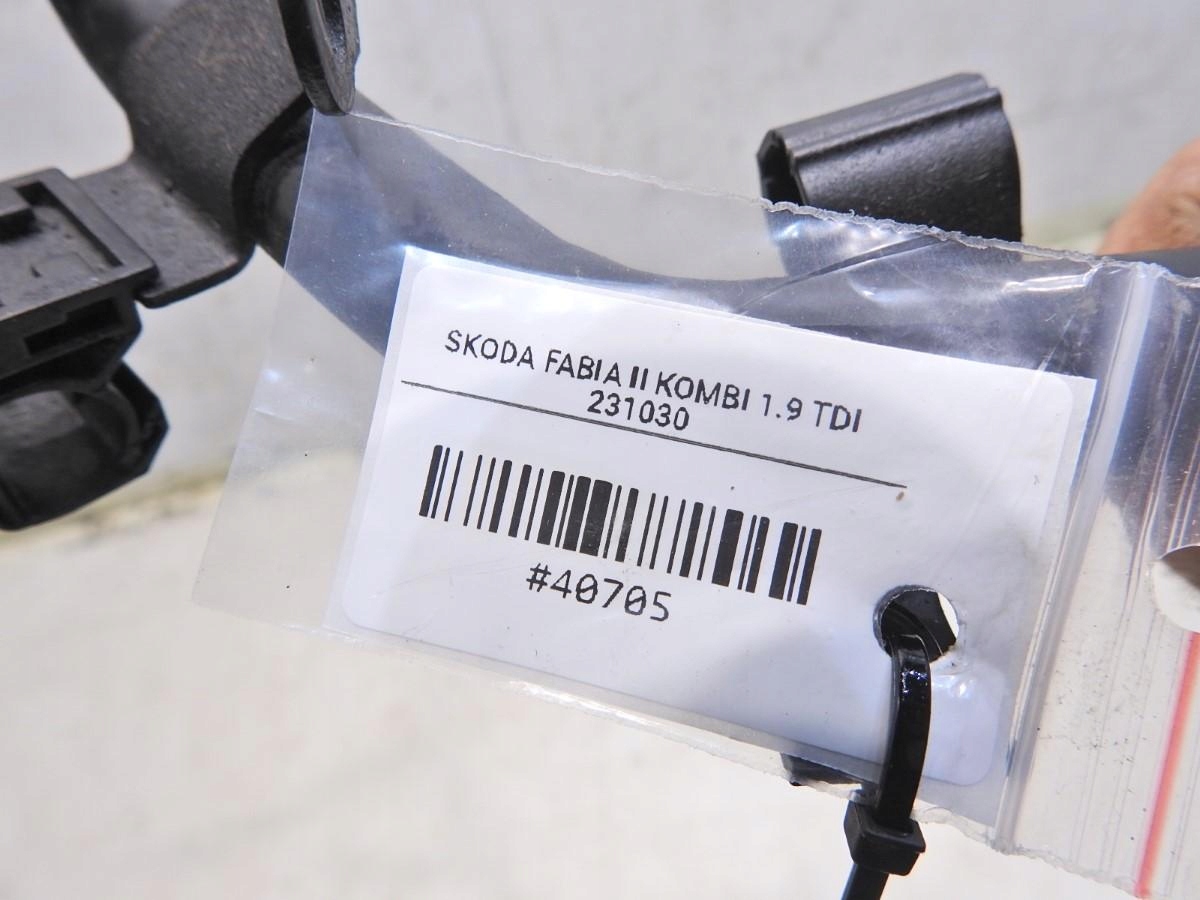 SKODA FABIA II KOMBI 1.9 TDI
231030
#40705